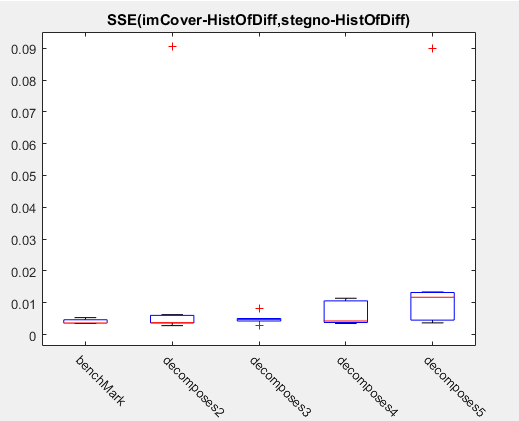 SSE(imCover-HistOfDiff,stegno-HistOfDiff)
0.09
0.08
0.07
0.06
0.05
0.04
0.03
0.02
0.01
0
benchMark
decomposes2
decomposes3
decomposes4
decomposes5